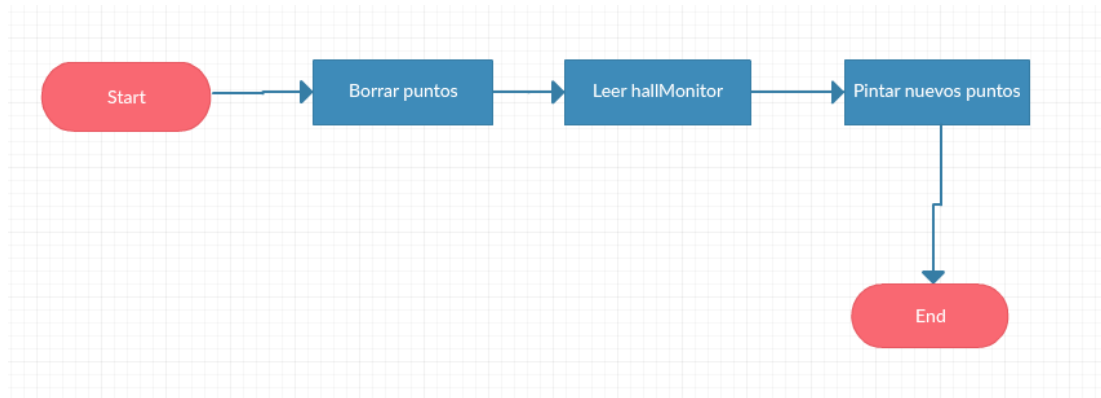 Start
Borrar puntos
Leer hallMonitor
Pintar nuevos puntos
End